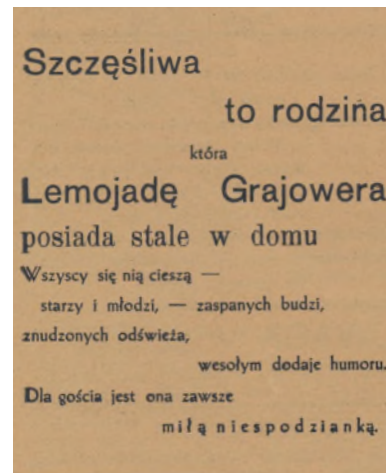 Szczęśliwa
to rodzina
która
Lemojadę Grajowera
posiada stale w domu
Wszyscy się nią cieszą —
starzy i młodzi, — zaspanych budzi,
znudzonych odświeża,
wesołym dodaje humoru.
Dla gościa jest ona zawsze
miłą niespodzianką.